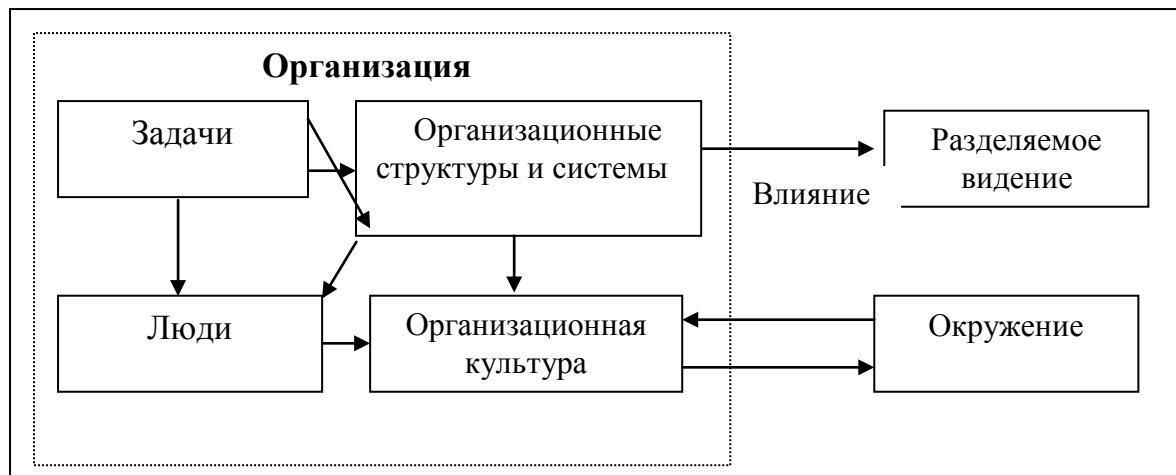 Организация
Задачи
Организационные
структуры и системы
Разделяемое
видение
Влияние
Люди
Организационная
культура
Окружение